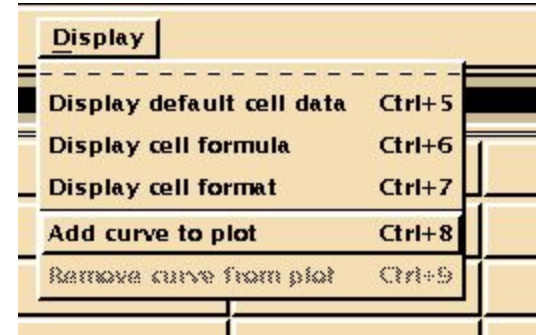 Display
Display default cell data Ctrl+5
Display cell formula Ctrl+6
Display cell format Ctrl+7
Add curve to plot Ctrl+8
Remove curve from plot Ctrl+9